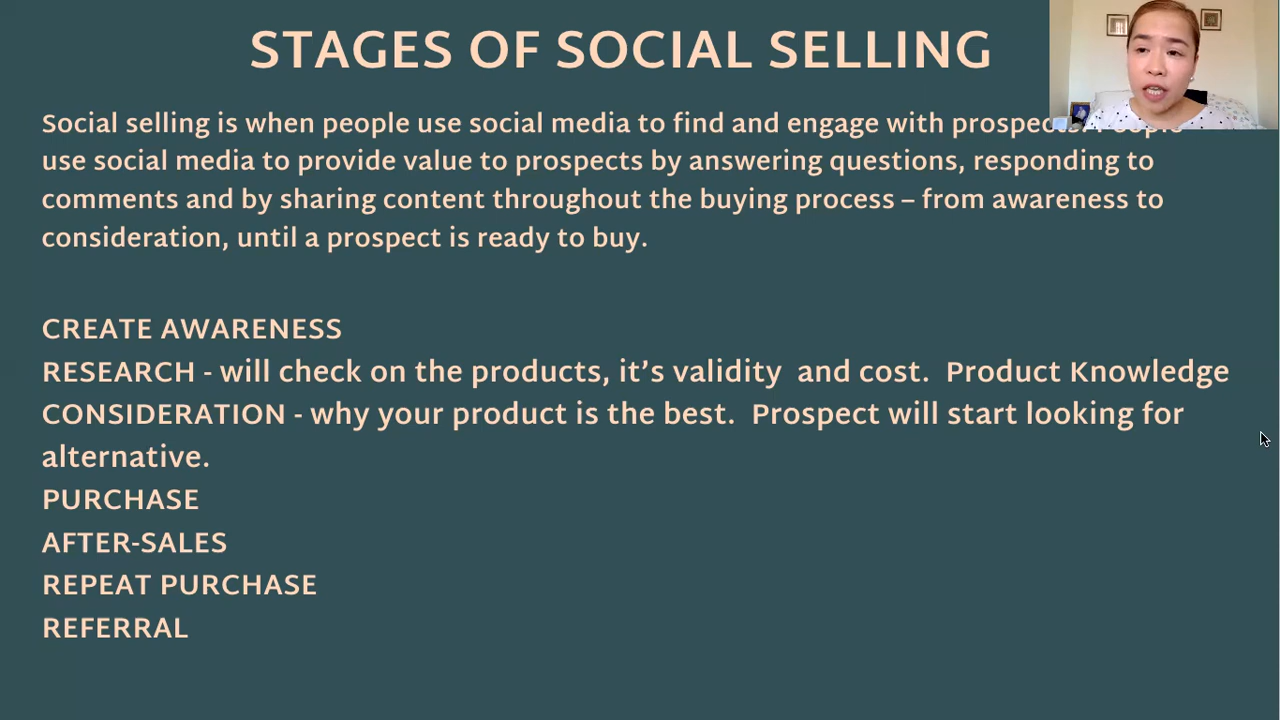 STAGES OF SOCIAL SELLING
Social selling is when people use social media to find and engage with
use social media to provide value to prospects by answering questions, responding to
comments and by sharing content throughout the buying process – from awareness to
consideration, until a prospect is ready to buy.
CREATE AWARENESS
RESEARCH - will check on the products, it’s validity and cost. Product Knowledge
CONSIDERATION - why your product is the best. Prospect will start looking for
alternative.
PURCHASE
AFTER-SALES
REPEAT PURCHASE
REFERRAL